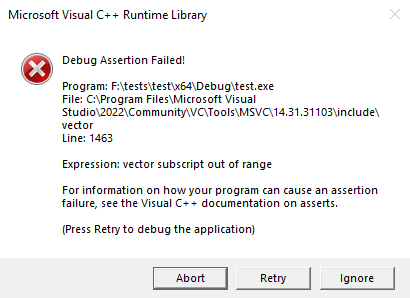 Microsoft Visual C++ Runtime Library
Debug Assertion Failed!
Program: F:\tests\test\x64\Debug\test.exe
File: C:\Program Files\Microsoft Visual
Studio\2022\Community\VC\Tools\MSVC\14.31.31103\include\
vector
Line: 1463
Expression: vector subscript out of range
For information on how your program can cause an assertion
failure, see the Visual C++ documentation on asserts.
(Press Retry to debug the application)
Abort Retry Ignore